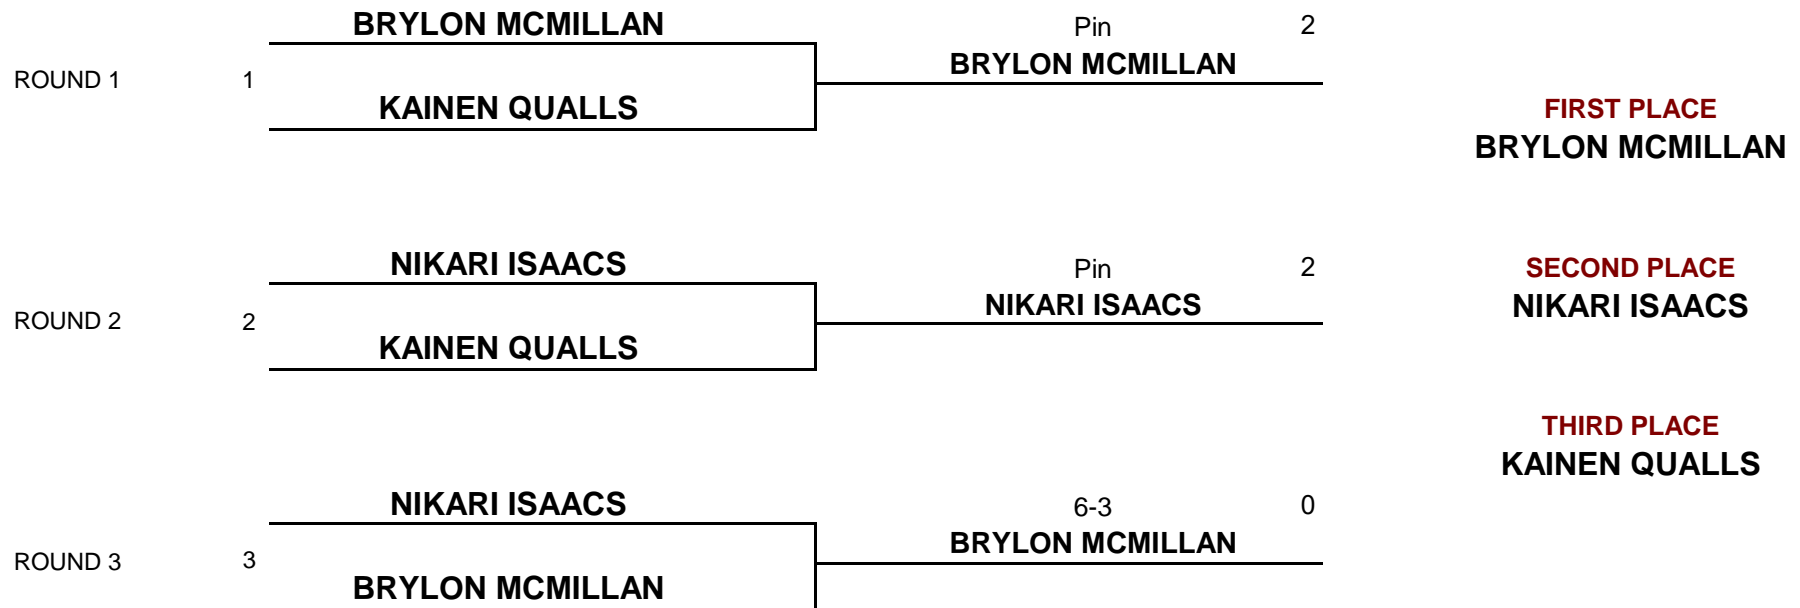 BRYLON MCMILLAN
Pin 2
BRYLON MCMILLAN
ROUND 1 1
KAINEN QUALLS
FIRST PLACE
BRYLON MCMILLAN
NIKARI ISAACS
Pin 2
SECOND PLACE
NIKARI ISAACS
NIKARI ISAACS
ROUND 2 2
KAINEN QUALLS
THIRD PLACE
KAINEN QUALLS
NIKARI ISAACS
6-3 0
BRYLON MCMILLAN
ROUND 3 3
BRYLON MCMILLAN